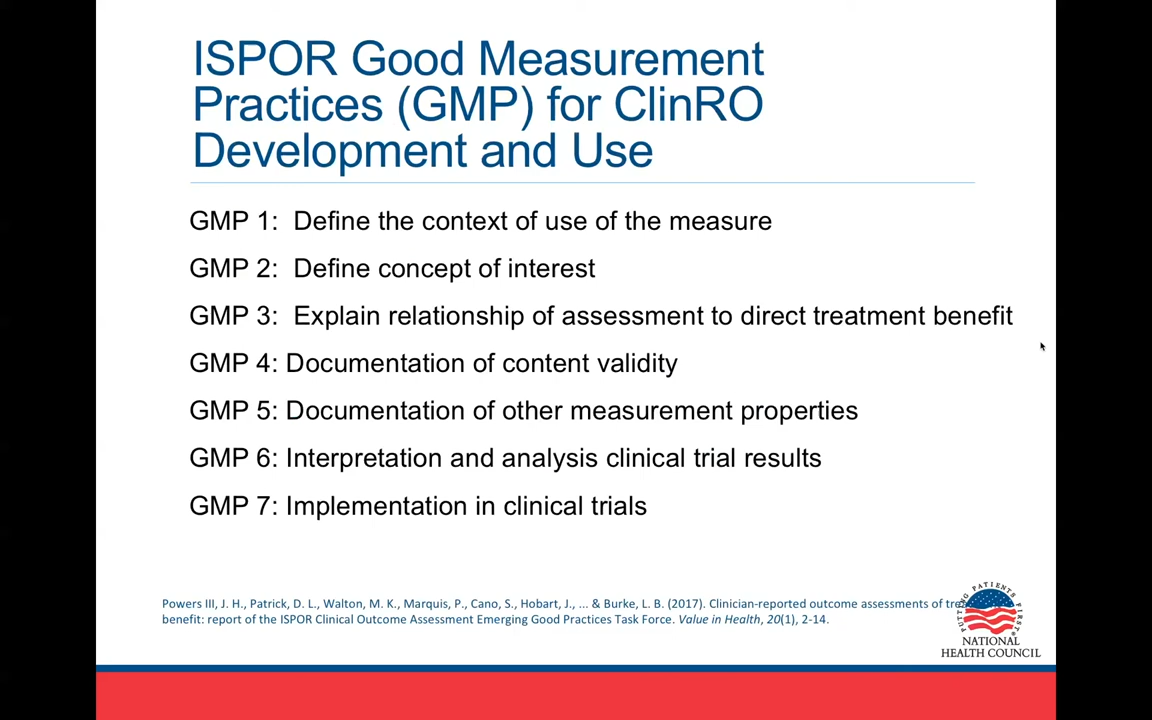 ISPOR Good Measurement
Practices (GMP) for ClinRO
Development and Use
GMP 1:  Define the context of use of the measure
GMP 2:  Define concept of interest
GMP 3:  Explain relationship of assessment to direct treatment benefit
GMP 4: Documentation of content validity
GMP 5: Documentation of other measurement properties
GMP 6: Interpretation and analysis clinical trial results
GMP 7: Implementation in clinical trials
Powers III, J. H., Patrick, D. L., Walton, M. K., Marquis, P., Cano, S., Hobart, J., ... & Burke, L. B. (2017). Clinician-reported outcome assessments of
benefit: report of the ISPOR Clinical Outcome Assessment Emerging Good Practices Task Force. Value in Health, 20(1), 2-14.
PUTTING PATIENTS FIRST®
NATIONAL
HEALTH COUNCIL